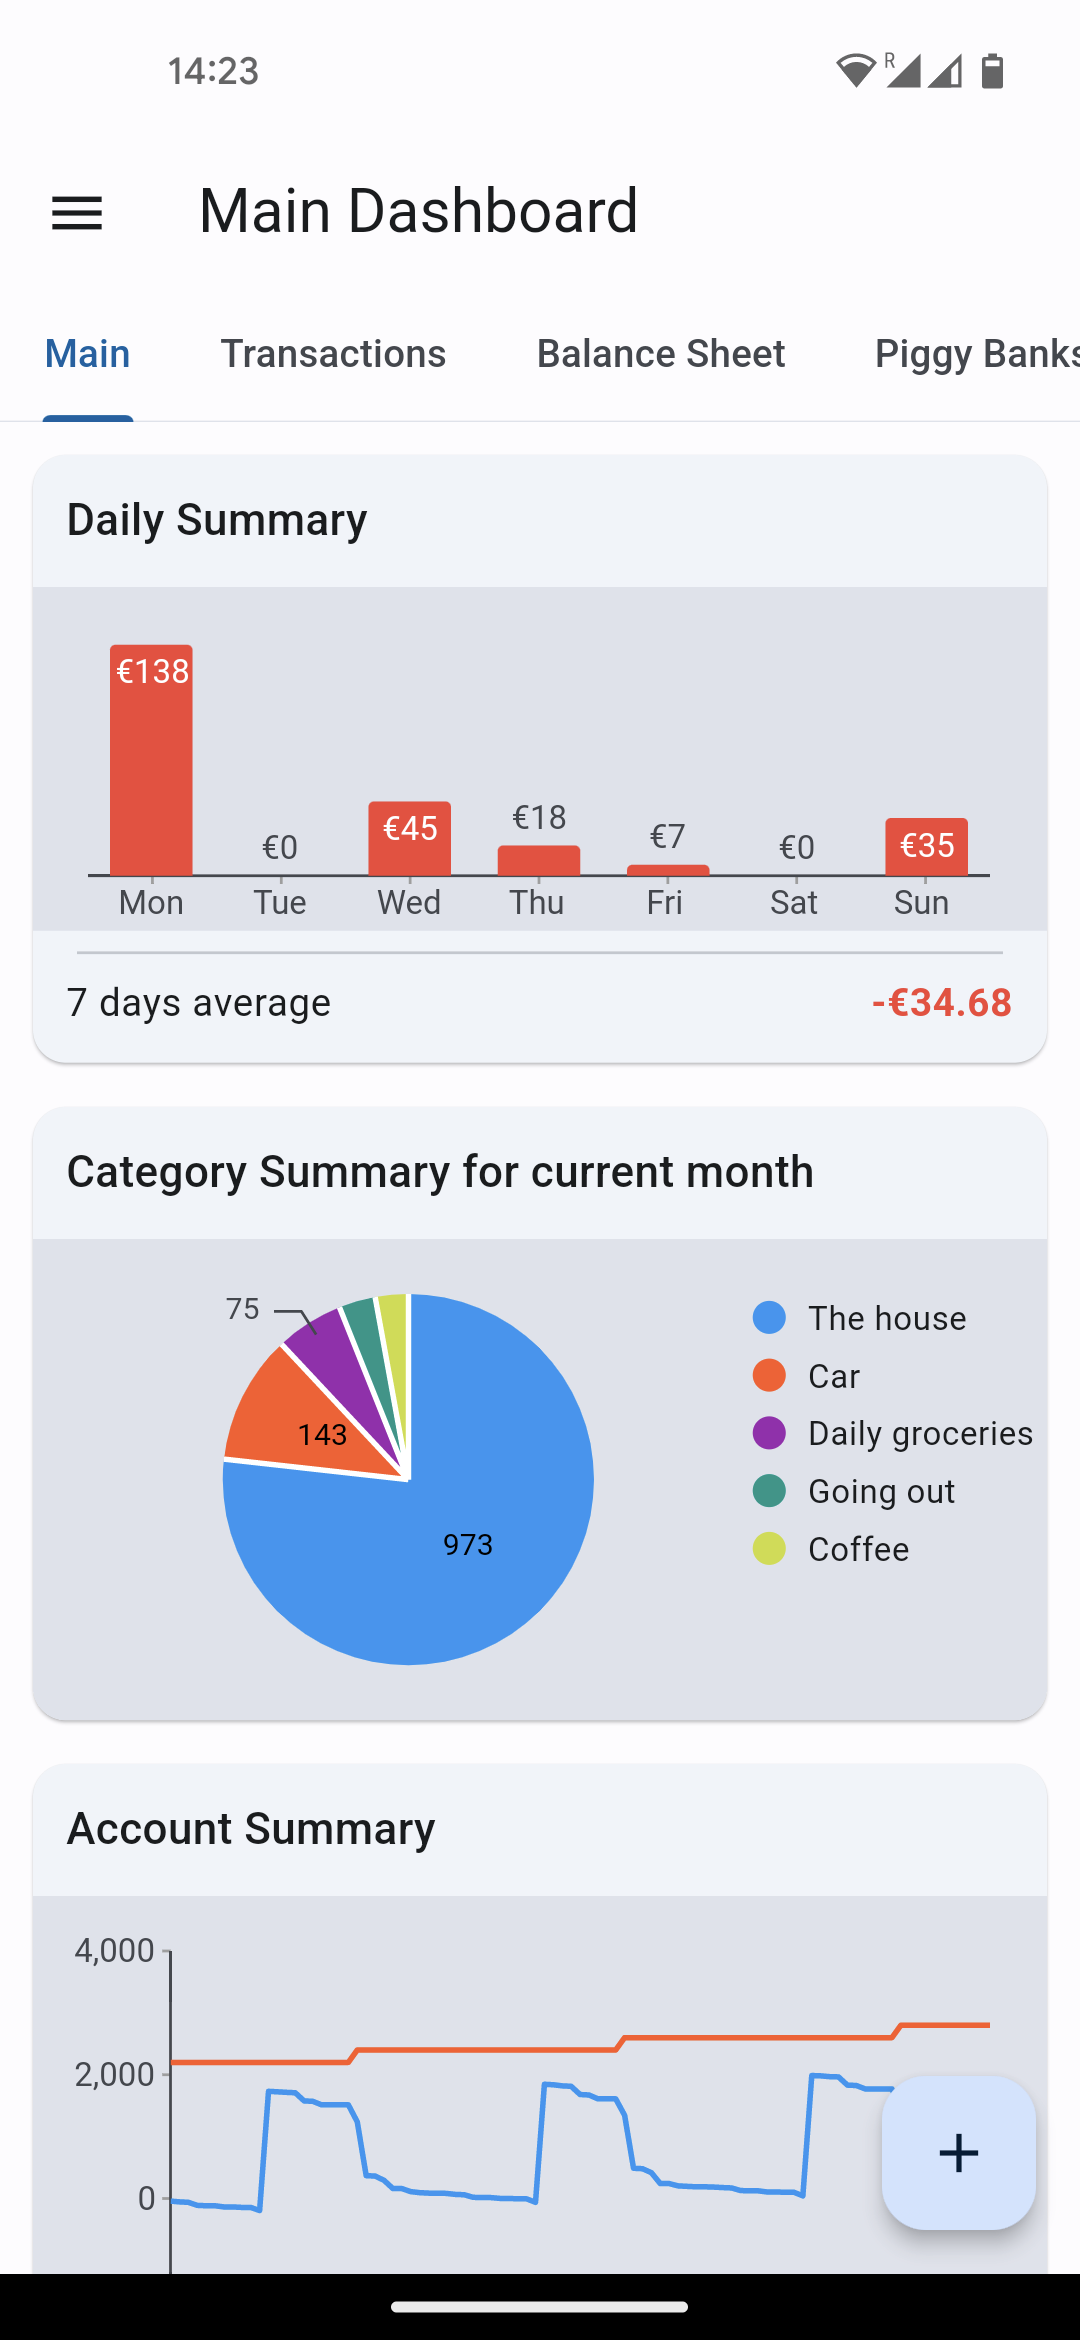 14:23
R
Main Dashboard
Main Transactions Balance Sheet Piggy Banks
Daily Summary
€138 €0 €45 €18 €7 €0 €35
Mon Tue Wed Thu Fri Sat Sun
7 days average -€34.68
Category Summary for current month
75
143
973
The house
Car
Daily groceries
Going out
Coffee
Account Summary
4,000
2,000
0